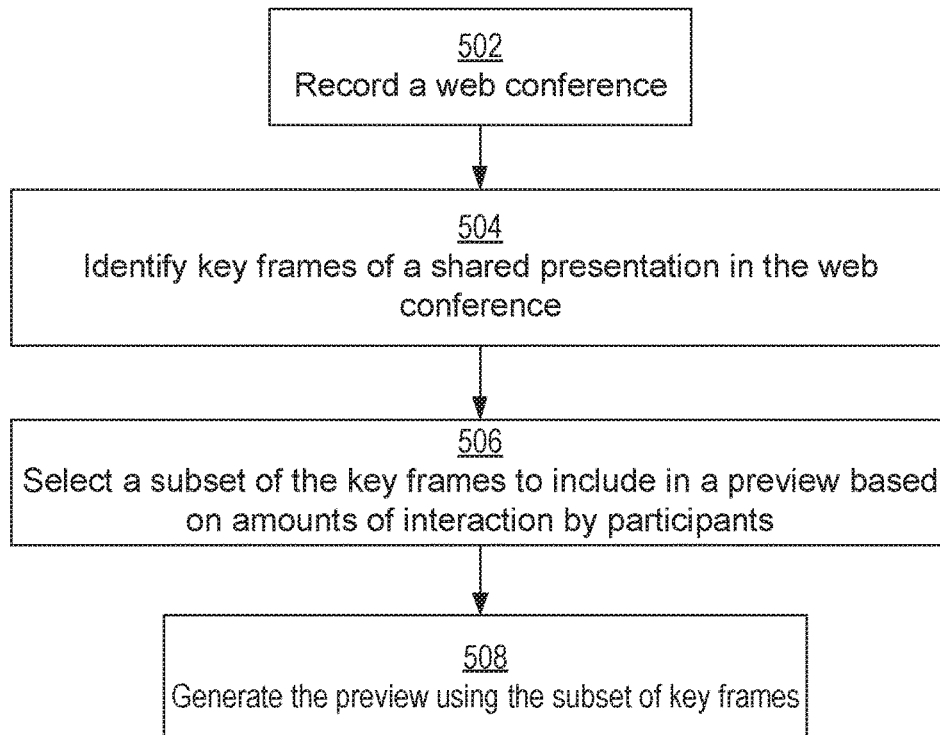 502
Record a web conference
504
Identify key frames of a shared presentation in the web
conference
506
Select a subset of the key frames to include in a preview based
on amounts of interaction by participants
508
Generate the preview using the subset of key frames